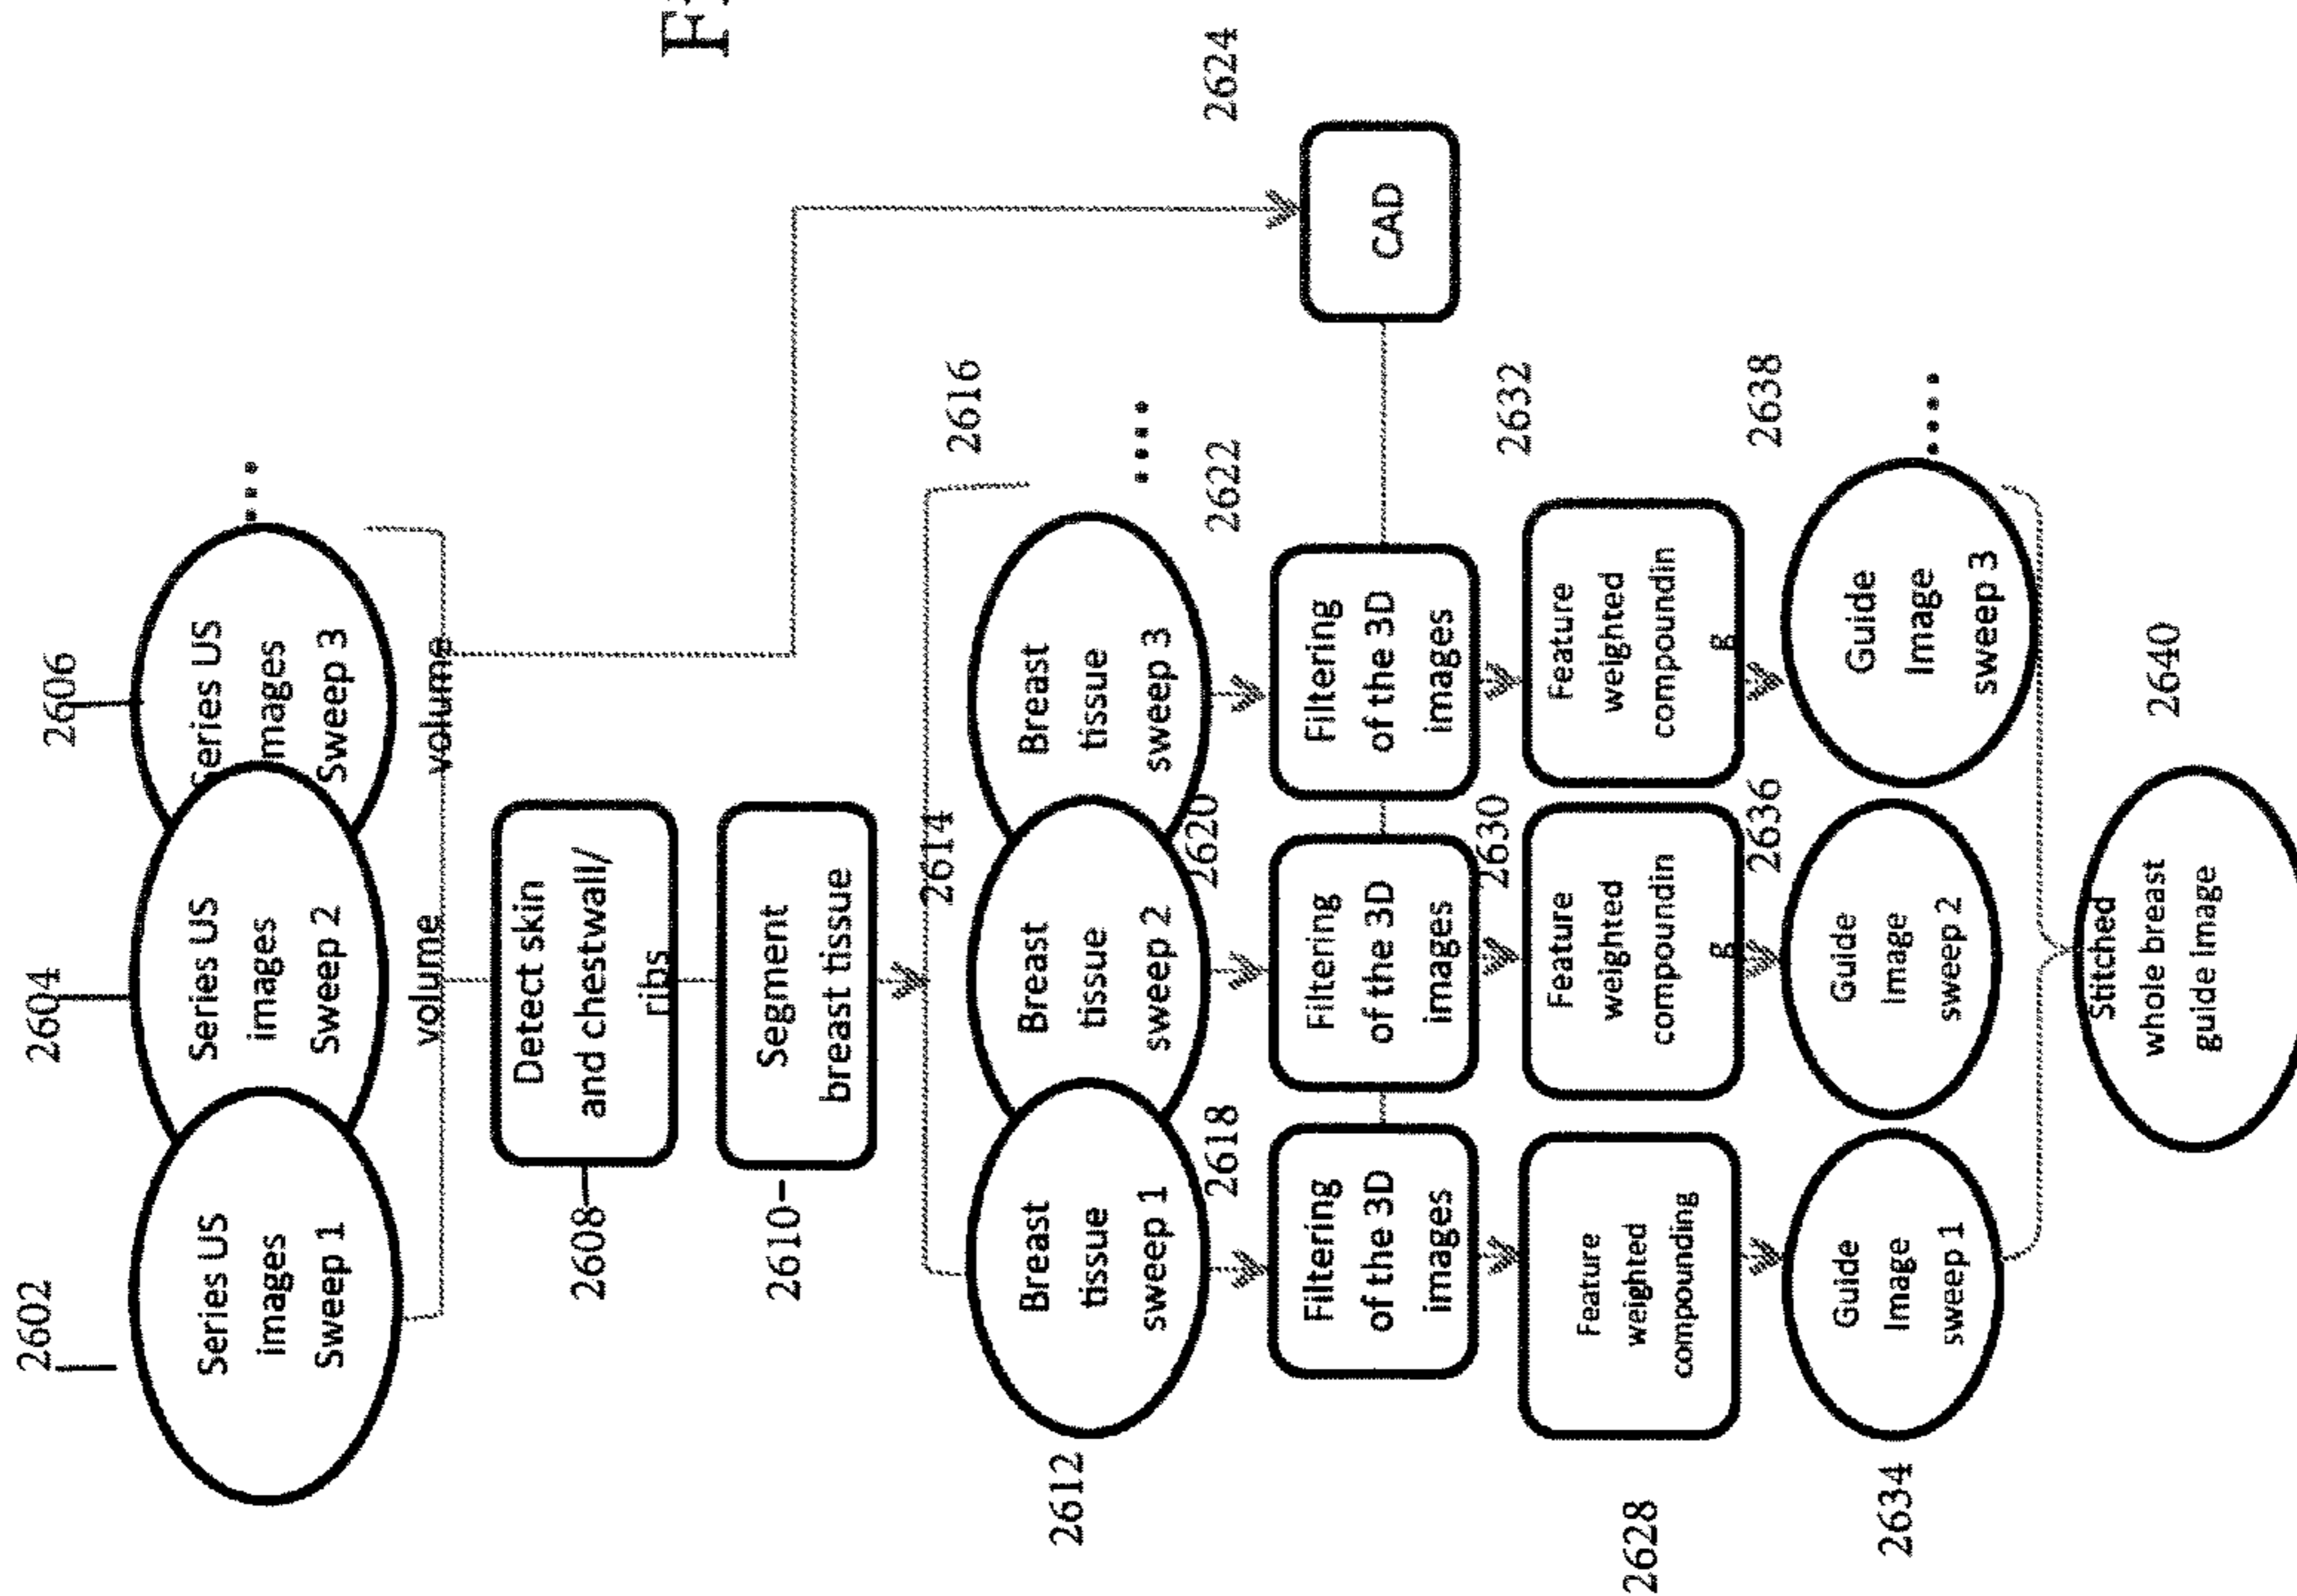 2602
2604
2606
Series US
images
Sweep 1
Series US
images
Sweep 2
Series US
images
Sweep 3
....
volume
volume
2608
Detect skin
and chestwall/
ribs
2610
Segment
breast tissue
2612
2614
2616
Breast
tissue
sweep 1
Breast
tissue
sweep 2
Breast
tissue
sweep 3
....
2618
2620
2622
2624
Filtering
of the 3D
images
Filtering
of the 3D
images
Filtering
of the 3D
images
CAD
2628
2630
2632
Feature
weighted
compounding
Feature
weighted
compoundin
g
Feature
weighted
compoundin
g
2634
2636
2638
Guide
Image
sweep 1
Guide
Image
sweep 2
Guide
Image
sweep 3
.....
2640
Stitched
whole breast
guide image